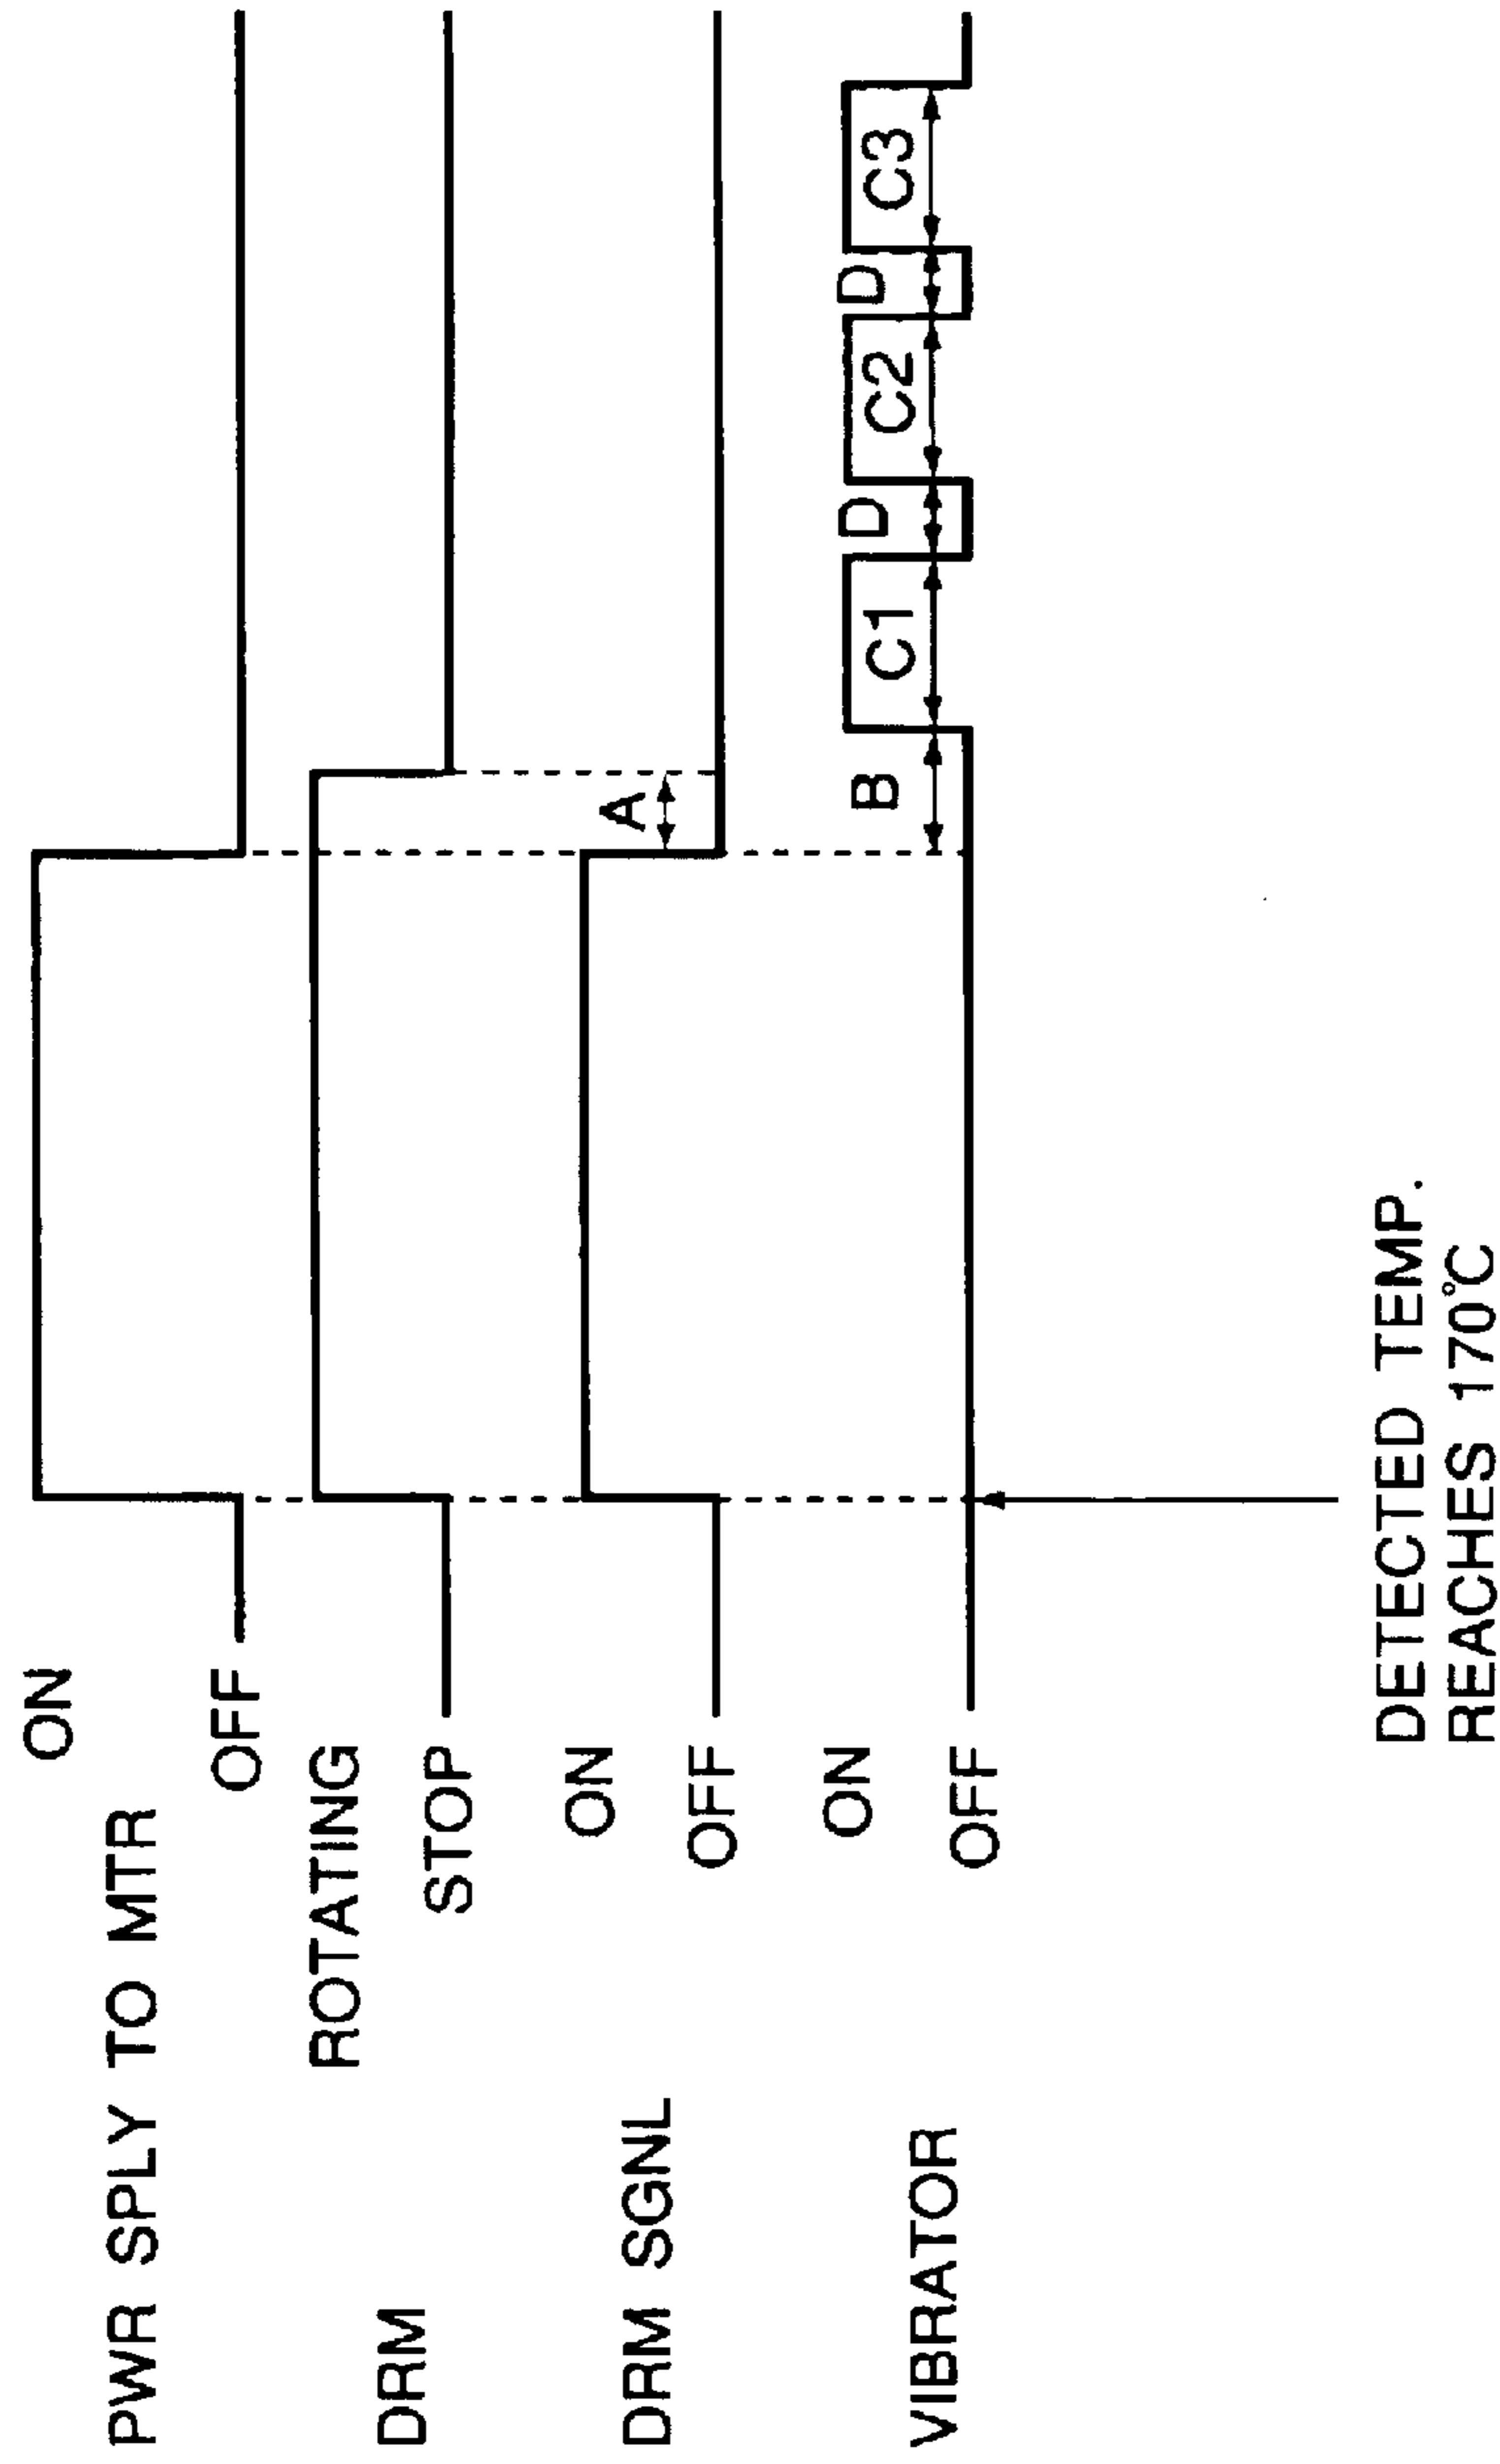 ON
PWR SPLY TO MTR
OFF
ROTATING
DRM
STOP
ON
A
DRM SGNL
OFF
ON
B
C1
D
C2
D
C3
VIBRATOR
OFF
DETECTED TEMP.
REACHES 170°C